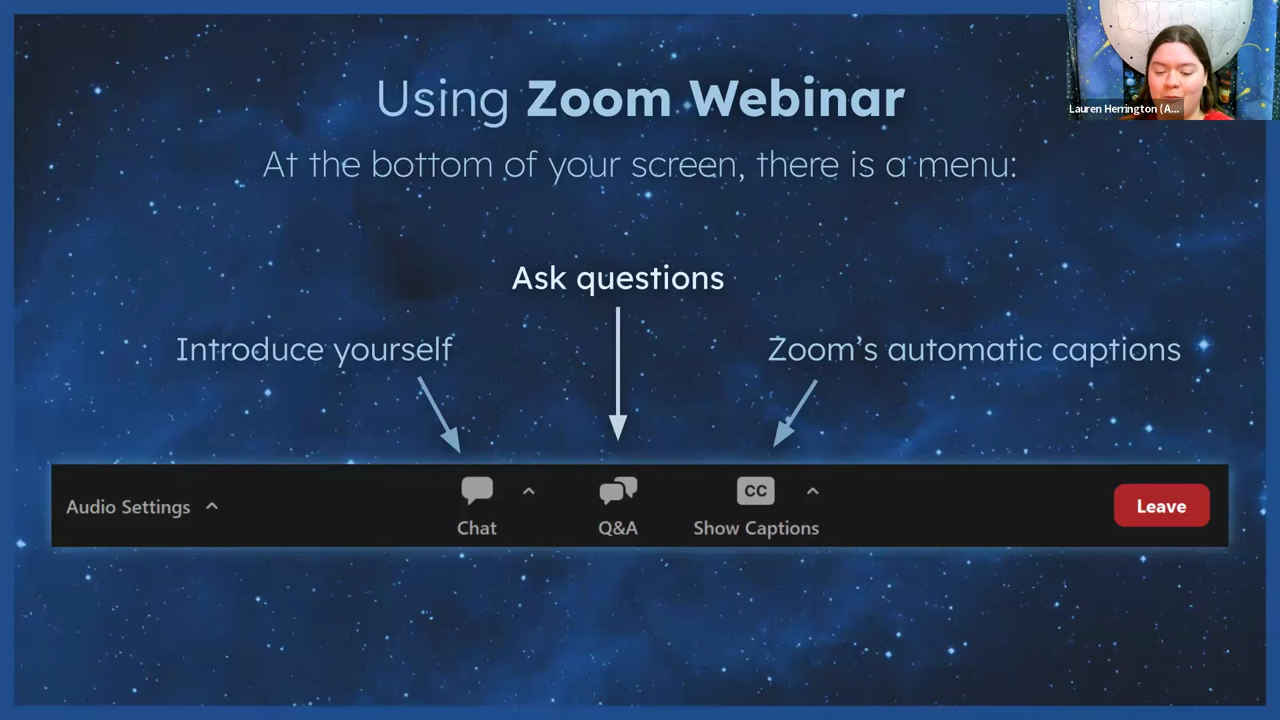 Using Zoom Webinar
Lauren Herrington (A...
At the bottom of your screen, there is a menu:
Ask questions
Introduce yourself
Zoom's automatic captions
Audio Settings
CC
Chat
Q&A
Show Captions
Leave